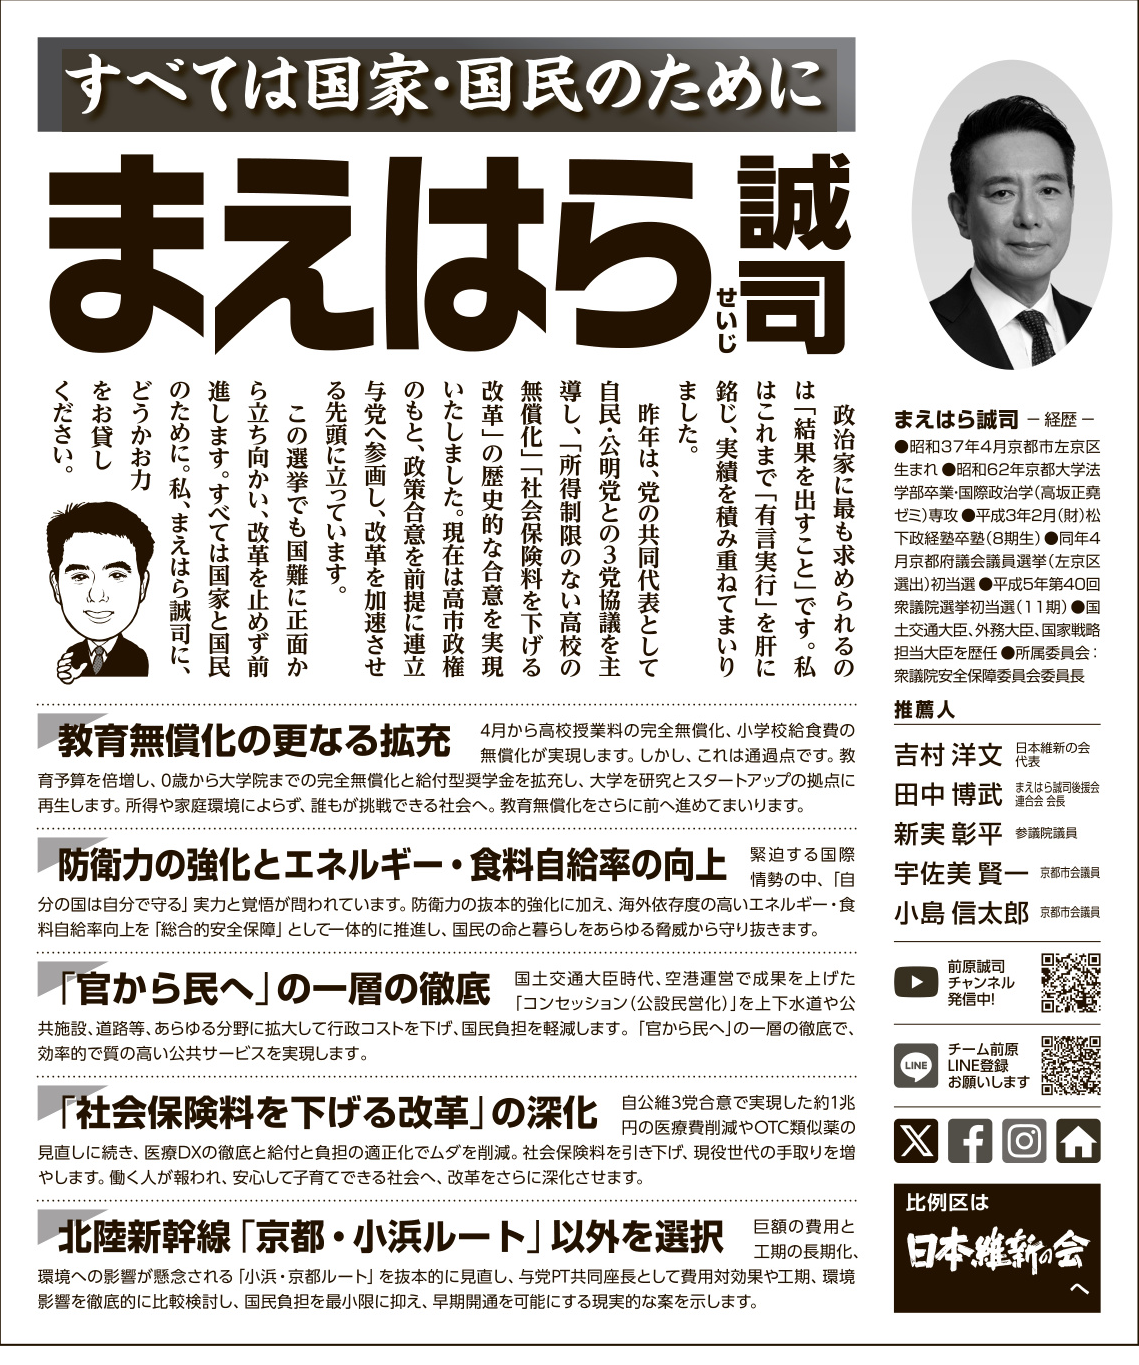 すべては国家・国民のために
まえはら誠司
せいじ
政治家に最も求められるの
は「結果を出すこと」です。私
はこれまで「有言実行」を肝に
銘じ、実績を積み重ねてまいり
ました。
昨年は、党の共同代表として
自民・公明党との3党協議を主
導し、「所得制限のない高校の
無償化」「社会保険料を下げる
改革」の歴史的な合意を実現
いたしました。現在は高市政権
のもと、政策合意を前提に連立
与党へ参画し、改革を加速させ
る先頭に立っています。
この選挙でも国難に正面か
ら立ち向かい、改革を止めず前
進します。すべては国家と国民
のために。私、まえはら誠司に、
どうかお力
をお貸し
ください。
教育無償化の更なる拡充
4月から高校授業料の完全無償化、小学校給食費の
無償化が実現します。しかし、これは通過点です。教
育予算を倍増し、0歳から大学院までの完全無償化と給付型奨学金を拡充し、大学を研究とスタートアップの拠点に
再生します。所得や家庭環境によらず、誰もが挑戦できる社会へ。教育無償化をさらに前へ進めてまいります。
防衛力の強化とエネルギー・食料自給率の向上
緊迫する国際
情勢の中、「自
分の国は自分で守る」実力と覚悟が問われています。防衛力の抜本的強化に加え、海外依存度の高いエネルギー・食
料自給率向上を「総合的安全保障」として一体的に推進し、国民の命と暮らしをあらゆる脅威から守り抜きます。
「官から民へ」の一層の徹底
国土交通大臣時代、空港運営で成果を上げた
「コンセッション（公設民営化）」を上下水道や公
共施設、道路等、あらゆる分野に拡大して行政コストを下げ、国民負担を軽減します。「官から民へ」の一層の徹底で、
効率的で質の高い公共サービスを実現します。
「社会保険料を下げる改革」の深化
自公維3党合意で実現した約1兆
円の医療費削減やOTC類似薬の
見直しに続き、医療DXの徹底と給付と負担の適正化でムダを削減。社会保険料を引き下げ、現役世代の手取りを増
やします。働く人が報われ、安心して子育てできる社会へ、改革をさらに深化させます。
北陸新幹線「京都・小浜ルート」以外を選択
巨額の費用と
工期の長期化、
環境への影響が懸念される「小浜・京都ルート」を抜本的に見直し、与党PT共同座長として費用対効果や工期、環境
影響を徹底的に比較検討し、国民負担を最小限に抑え、早期開通を可能にする現実的な案を示します。
まえはら誠司 －経歴－
●昭和37年4月京都市左京区
生まれ ●昭和62年京都大学法
学部卒業・国際政治学（高坂正堯
ゼミ）専攻 ●平成3年2月（財）松
下政経塾卒塾（8期生）●同年4
月京都府議会議員選挙（左京区
選出）初当選 ●平成5年第40回
衆議院選挙初当選（11期）●国
土交通大臣、外務大臣、国家戦略
担当大臣を歴任 ●所属委員会：
衆議院安全保障委員会委員長
推薦人
吉村 洋文 日本維新の会
代表
田中 博武 まえはら誠司後援会
連合会 会長
新実 彰平 参議院議員
宇佐美 賢一 京都市会議員
小島 信太郎 京都市会議員
前原誠司
チャンネル
発信中!
LINE
チーム前原
LINE登録
お願いします
比例区は
日本維新の会
へ